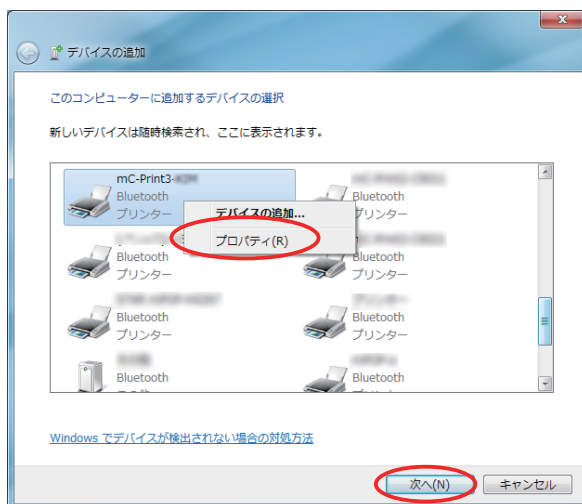 デバイスの追加
このコンピューターに追加するデバイスの選択
新しいデバイスは随時検索され、ここに表示されます。
mC-Print3-
Bluetooth
プリンター
デバイスの追加...
プロパティ(R)
Bluetooth
プリンター
Bluetooth
プリンター
Bluetooth
プリンター
Bluetooth
プリンター
Bluetooth
プリンター
Bluetooth
Bluetooth
Windows でデバイスが検出されない場合の対処方法
次へ(N)
キャンセル